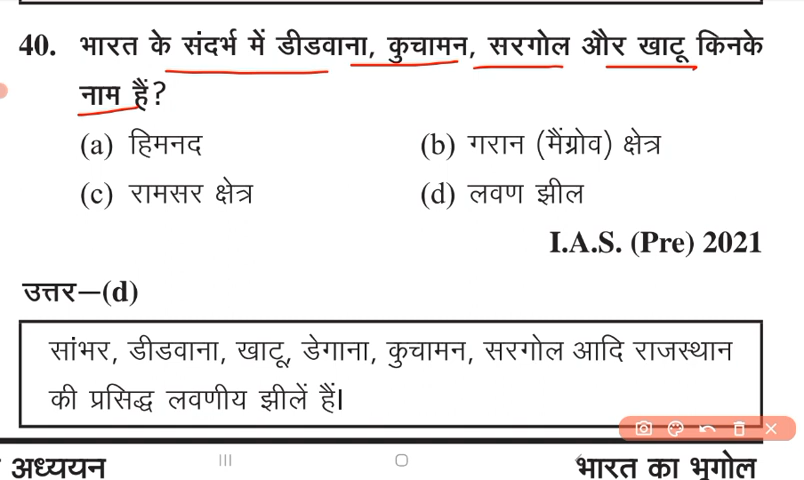 40. भारत के संदर्भ में डीडवाना, कुचामन, सरगोल और खाटू किनके
नाम हैं?
(a) हिमनद (b) गरान (मैंग्रोव) क्षेत्र
(c) रामसर क्षेत्र (d) लवण झील
I.A.S. (Pre) 2021
उत्तर—(d)
सांभर, डीडवाना, खाटू, डेगाना, कुचामन, सरगोल आदि राजस्थान
की प्रसिद्ध लवणीय झीलें हैं।
अध्ययन भारत का भूगोल